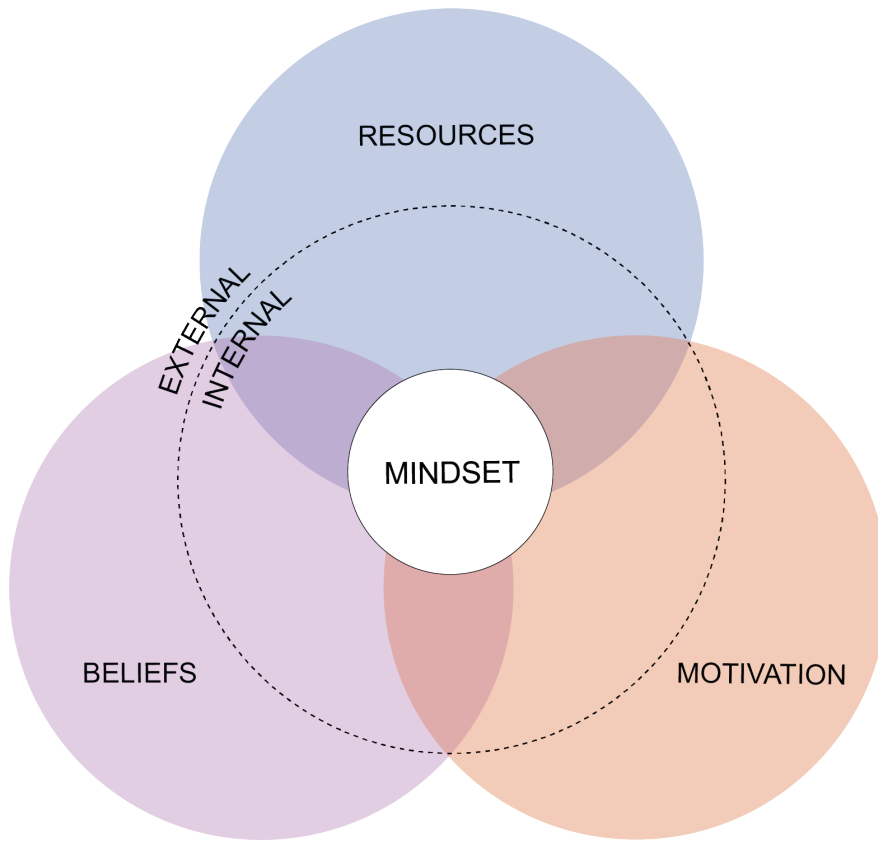 RESOURCES
EXTERNAL
INTERNAL
MINDSET
BELIEFS
MOTIVATION